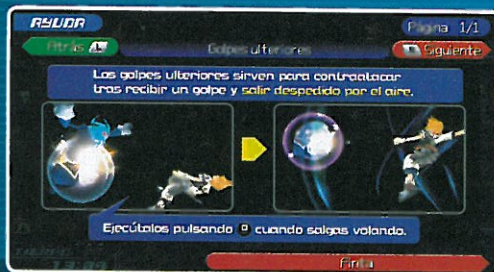 AYUDA
Página 1/1
Atrás
Golpes ulteriores
Siguiente
Los golpes ulteriores sirven para contraatacar
tras recibir un golpe y salir despedido por el aire.
Ejecútalos pulsando cuando salgas volando.
Finta